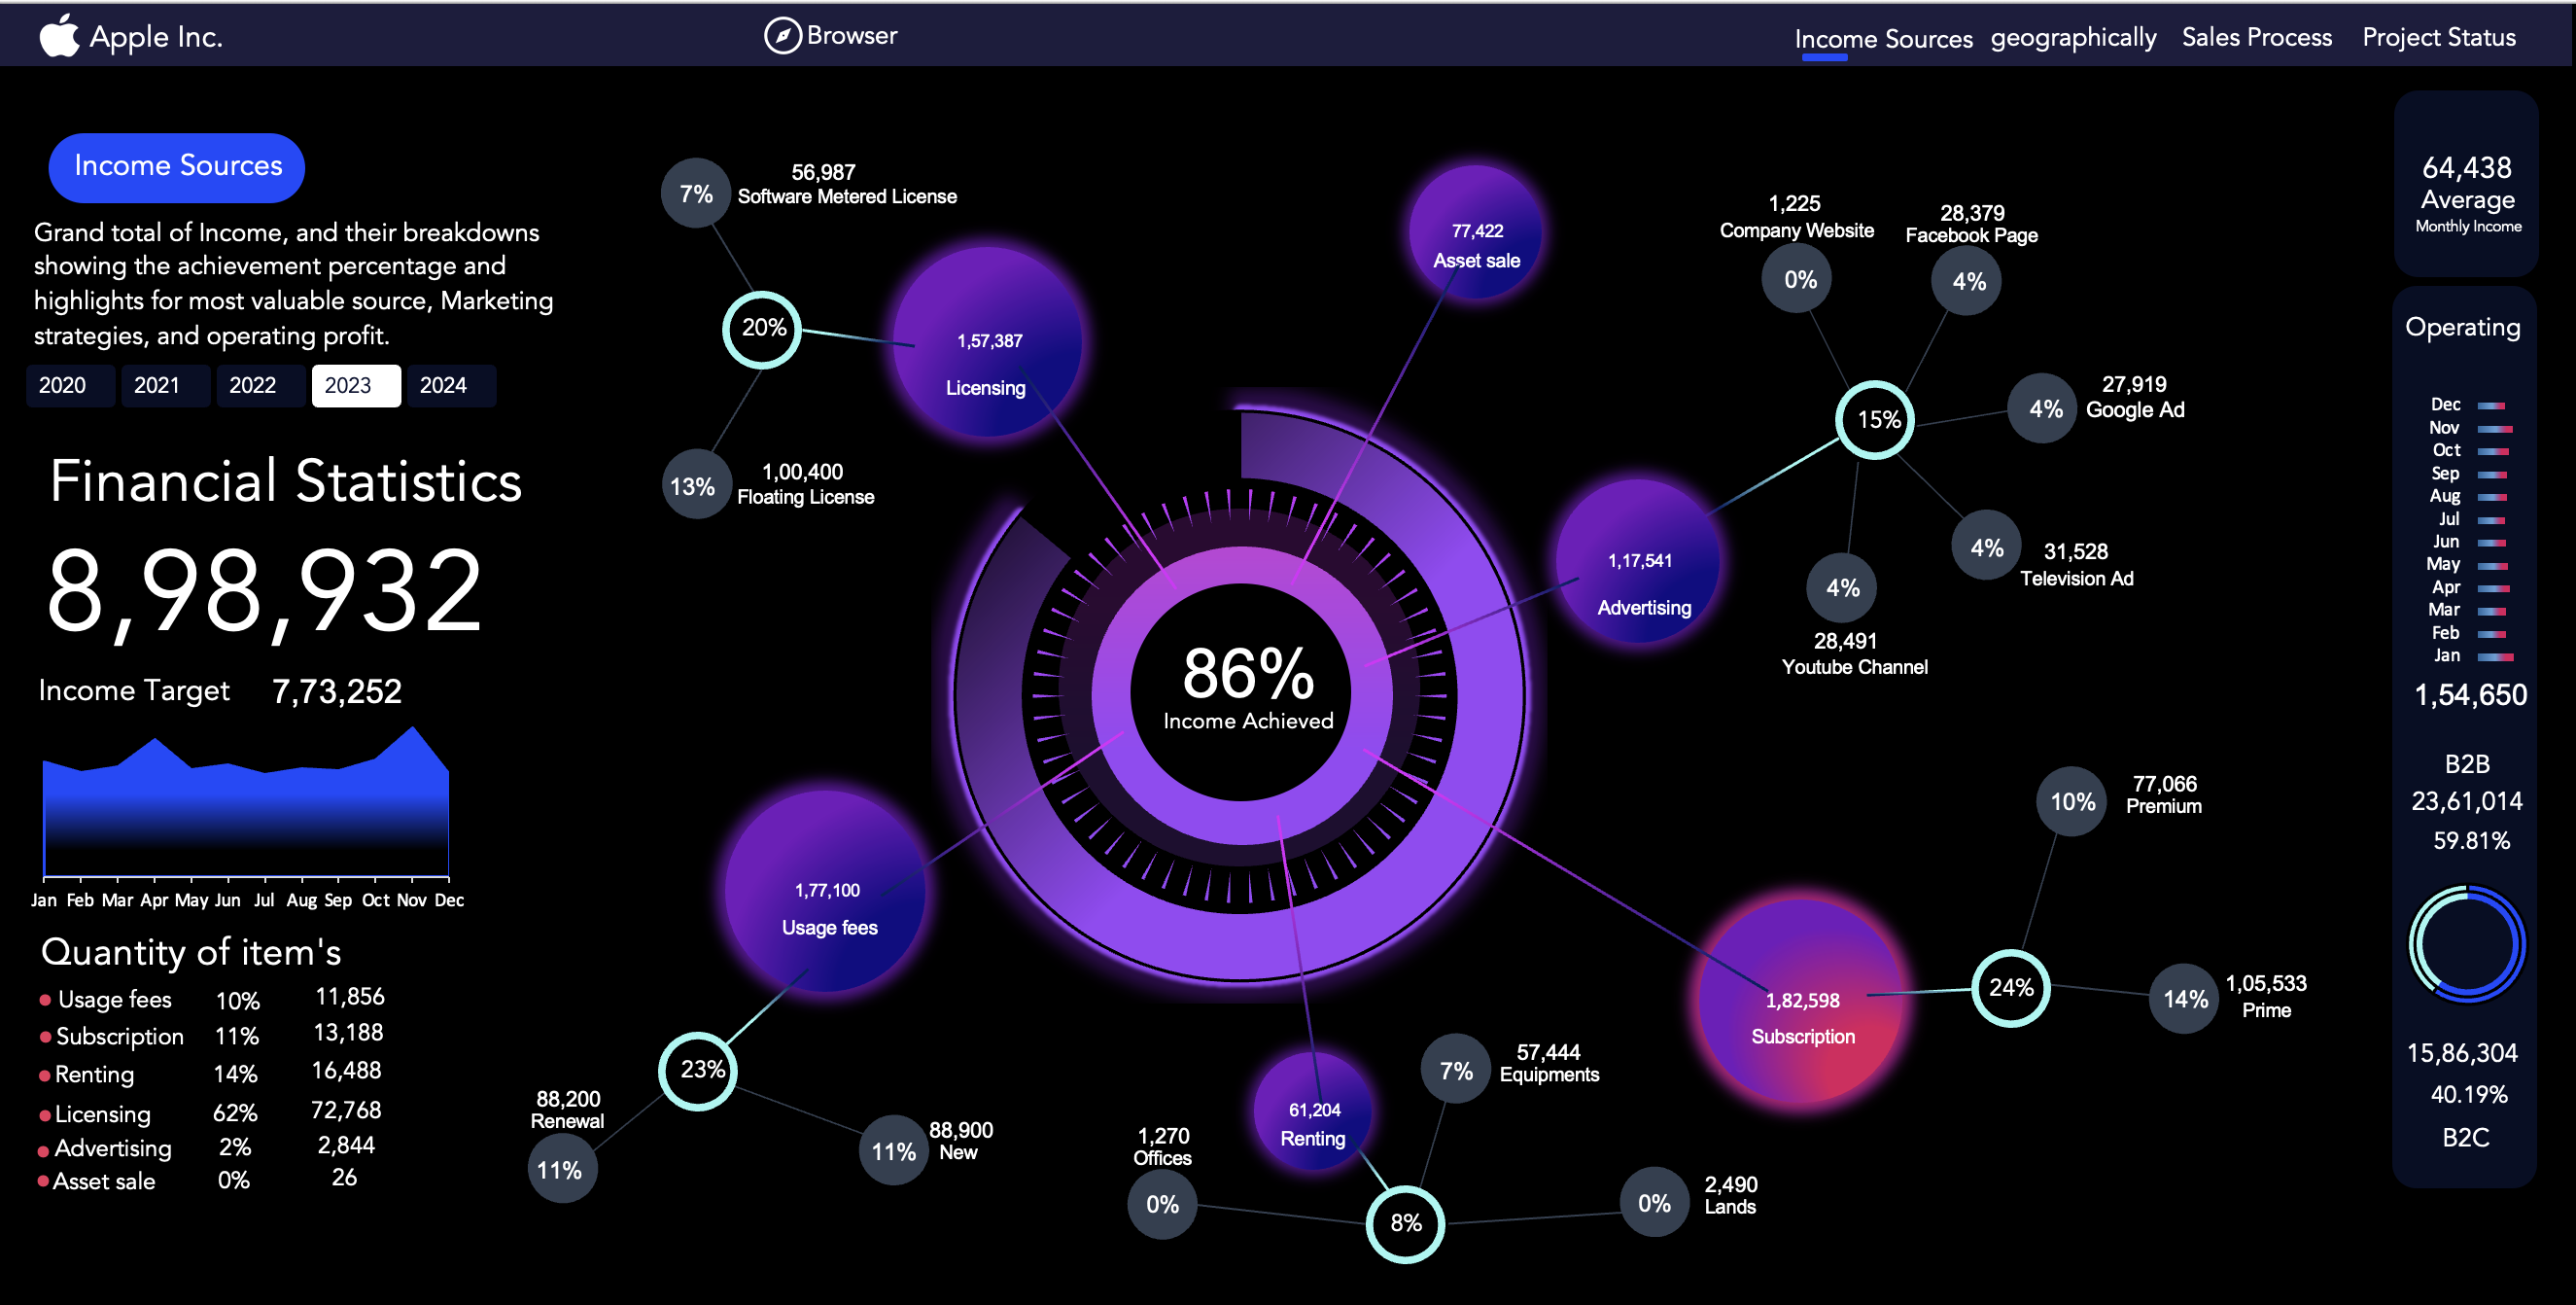 Apple Inc.
Browser
Income Sources
geographically
Sales Process
Project Status
Income Sources
Grand total of Income, and their breakdowns
showing the achievement percentage and
highlights for most valuable source, Marketing
strategies, and operating profit.
2020
2021
2022
2023
2024
Financial Statistics
8,98,932
Income Target 7,73,252
Jan Feb Mar Apr May Jun Jul Aug Sep Oct Nov Dec
Quantity of item's
Usage fees 10% 11,856
Subscription 11% 13,188
Renting 14% 16,488
Licensing 62% 72,768
Advertising 2% 2,844
Asset sale 0% 26
7%
56,987
Software Metered License
20%
13%
1,00,400
Floating License
1,57,387
Licensing
77,422
Asset sale
86%
Income Achieved
1,17,541
Advertising
15%
1,225
Company Website
0%
28,379
Facebook Page
4%
4%
27,919
Google Ad
4%
31,528
Television Ad
4%
28,491
Youtube Channel
1,77,100
Usage fees
23%
88,200
Renewal
11%
11%
88,900
New
61,204
Renting
8%
7%
57,444
Equipments
1,270
Offices
0%
0%
2,490
Lands
1,82,598
Subscription
24%
10%
77,066
Premium
14%
1,05,533
Prime
64,438
Average
Monthly Income
Operating
Dec
Nov
Oct
Sep
Aug
Jul
Jun
May
Apr
Mar
Feb
Jan
1,54,650
B2B
23,61,014
59.81%
15,86,304
40.19%
B2C